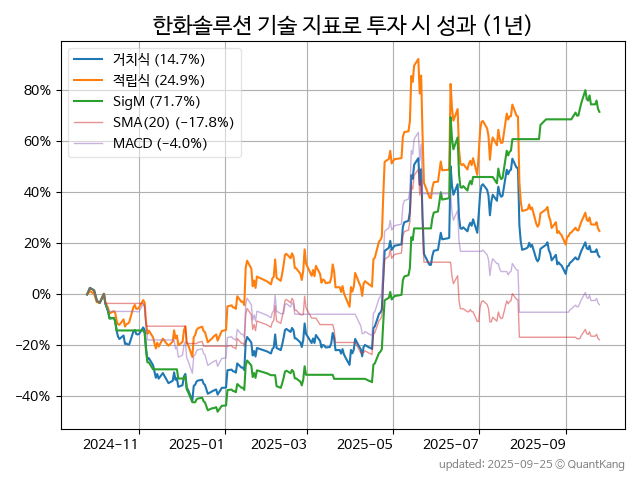 한화솔루션 기술 지표로 투자 시 성과 (1년)
거치식 (14.7%)
적립식 (24.9%)
SigM (71.7%)
SMA(20) (−17.8%)
MACD (−4.0%)
80%
60%
40%
20%
0%
−20%
−40%
2024-11 2025-01 2025-03 2025-05 2025-07 2025-09
updated: 2025-09-25 © QuantKang